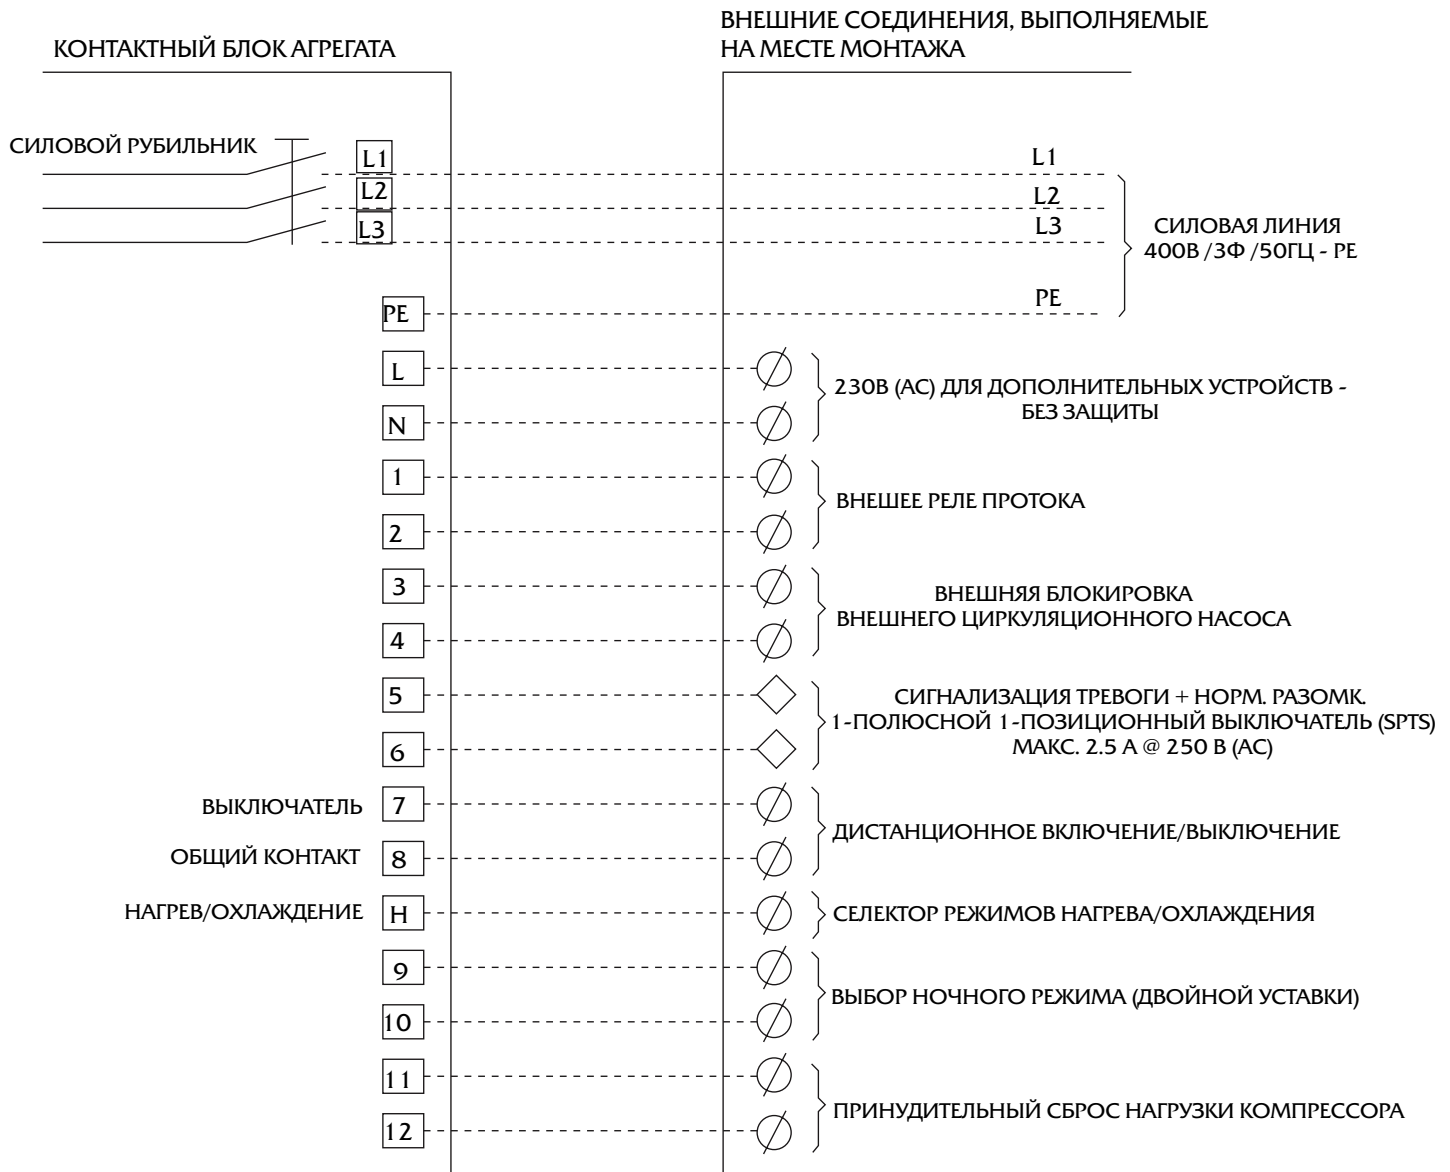 ВНЕШНИЕ СОЕДИНЕНИЯ, ВЫПОЛНЯЕМЫЕ
НА МЕСТЕ МОНТАЖА
КОНТАКТНЫЙ БЛОК АГРЕГАТА
СИЛОВОЙ РУБИЛЬНИК
L1
L1
L2
L2
L3
L3
СИЛОВАЯ ЛИНИЯ
400В /3Ф /50ГЦ - PE
PE
PE
L
N
230В (AC) ДЛЯ ДОПОЛНИТЕЛЬНЫХ УСТРОЙСТВ -
БЕЗ ЗАЩИТЫ
1
2
ВНЕШЕЕ РЕЛЕ ПРОТОКА
3
4
ВНЕШНЯЯ БЛОКИРОВКА
ВНЕШНЕГО ЦИРКУЛЯЦИОННОГО НАСОСА
5
6
СИГНАЛИЗАЦИЯ ТРЕВОГИ + НОРМ. РАЗОМК.
1-ПОЛЮСНОЙ 1-ПОЗИЦИОННЫЙ ВЫКЛЮЧАТЕЛЬ (SPTS)
МАКС. 2.5 А @ 250 В (AC)
ВЫКЛЮЧАТЕЛЬ 7
ОБЩИЙ КОНТАКТ 8
ДИСТАНЦИОННОЕ ВКЛЮЧЕНИЕ/ВЫКЛЮЧЕНИЕ
НАГРЕВ/ОХЛАЖДЕНИЕ H
СЕЛЕКТОР РЕЖИМОВ НАГРЕВА/ОХЛАЖДЕНИЯ
9
10
ВЫБОР НОЧНОГО РЕЖИМА (ДВОЙНОЙ УСТАВКИ)
11
12
ПРИНУДИТЕЛЬНЫЙ СБРОС НАГРУЗКИ КОМПРЕССОРА